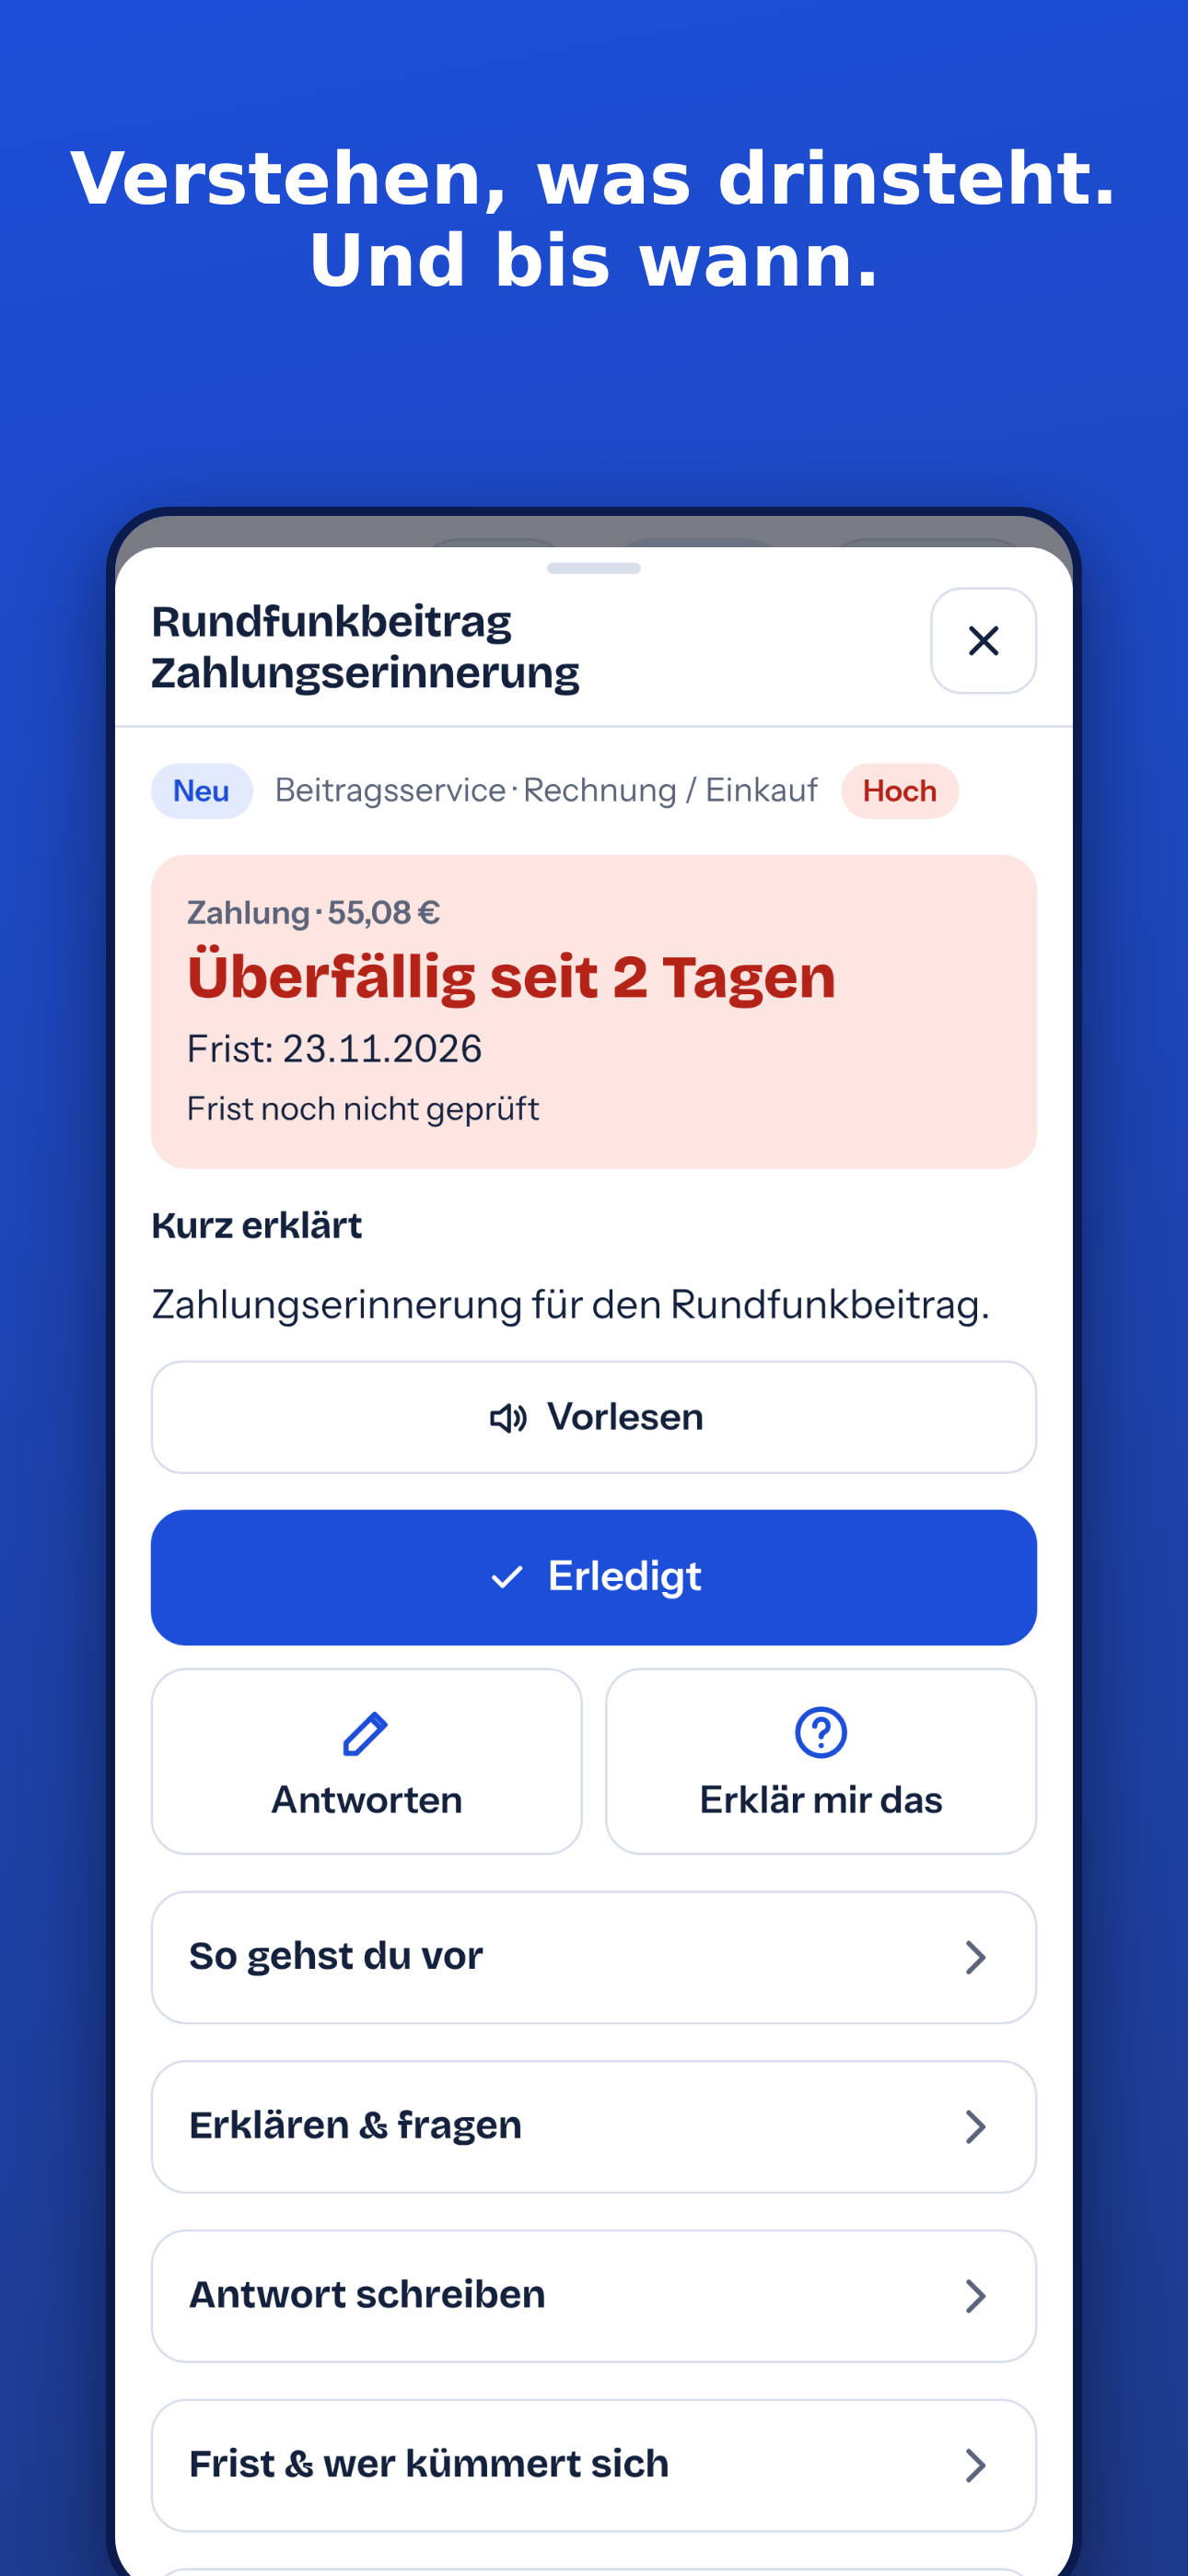 Verstehen, was drinsteht.
Und bis wann.
Rundfunkbeitrag
Zahlungserinnerung
Neu Beitragsservice · Rechnung / Einkauf Hoch
Zahlung · 55,08 €
Überfällig seit 2 Tagen
Frist: 23.11.2026
Frist noch nicht geprüft
Kurz erklärt
Zahlungserinnerung für den Rundfunkbeitrag.
Vorlesen
Erledigt
Antworten
Erklär mir das
So gehst du vor
Erklären & fragen
Antwort schreiben
Frist & wer kümmert sich